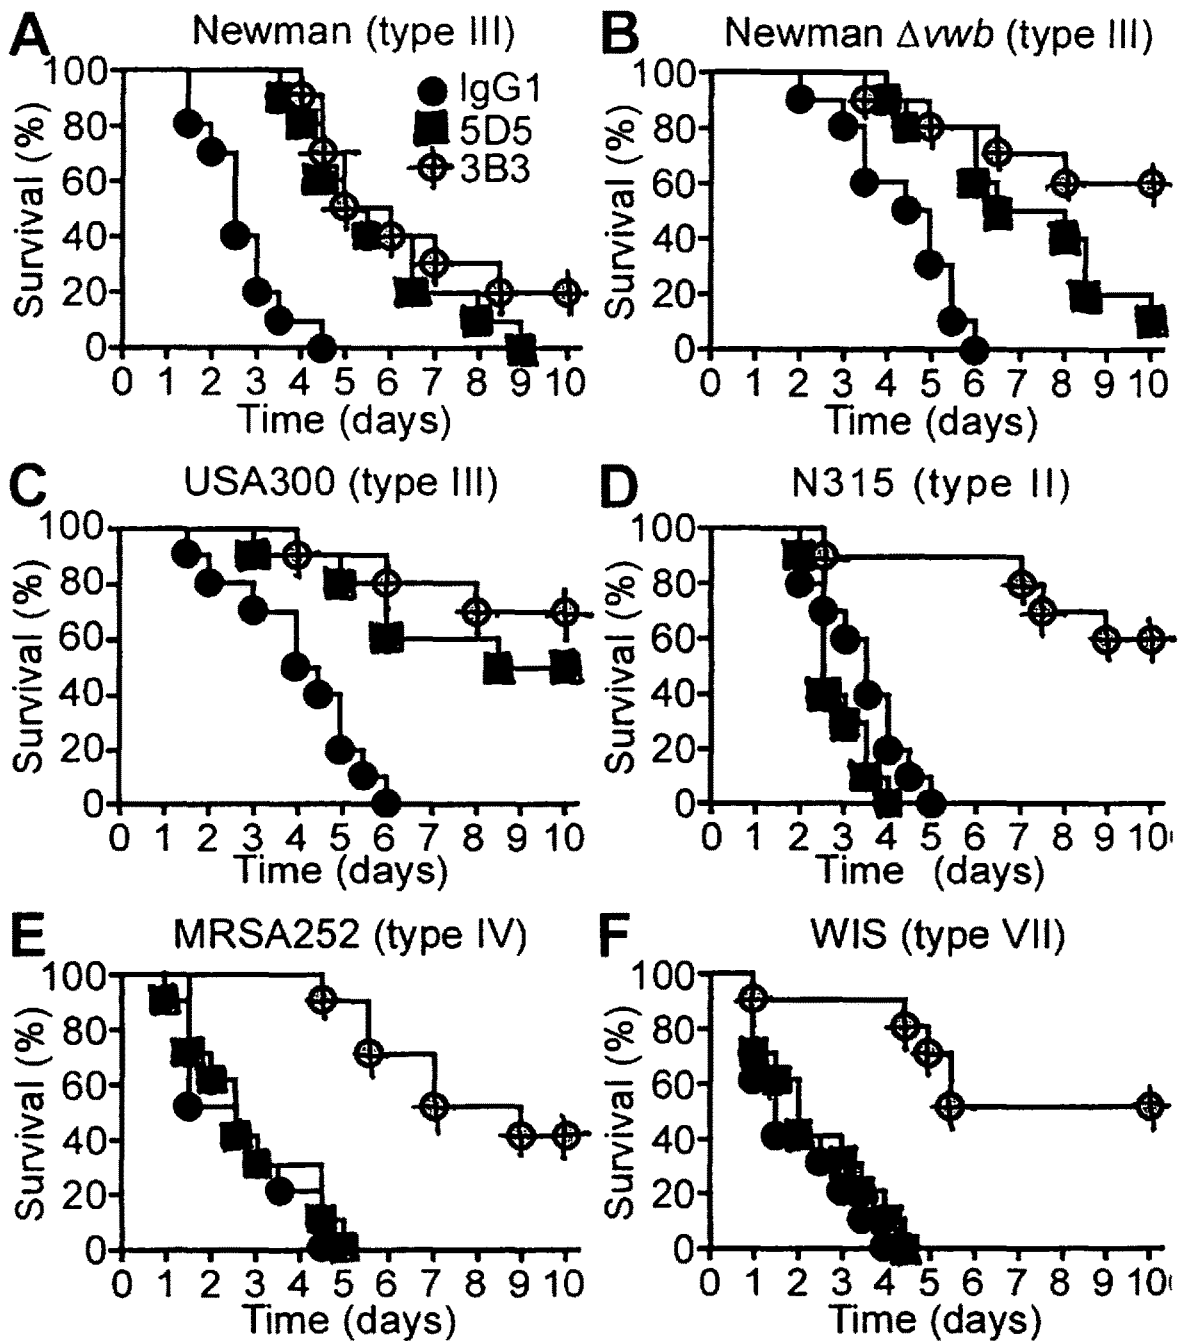 A Newman (type III)
100
80
60
40
20
0
Survival (%)
IgG1
5D5
3B3
0 1 2 3 4 5 6 7 8 9 10
Time (days)
B Newman Δvwb (type III)
100
80
60
40
20
0
Survival (%)
0 1 2 3 4 5 6 7 8 9 10
Time (days)
C USA300 (type III)
100
80
60
40
20
0
Survival (%)
0 1 2 3 4 5 6 7 8 9 10
Time (days)
D N315 (type II)
100
80
60
40
20
0
Survival (%)
0 1 2 3 4 5 6 7 8 9 10
Time (days)
E MRSA252 (type IV)
100
80
60
40
20
0
Survival (%)
0 1 2 3 4 5 6 7 8 9 10
Time (days)
F WIS (type VII)
100
80
60
40
20
0
Survival (%)
0 1 2 3 4 5 6 7 8 9 10
Time (days)